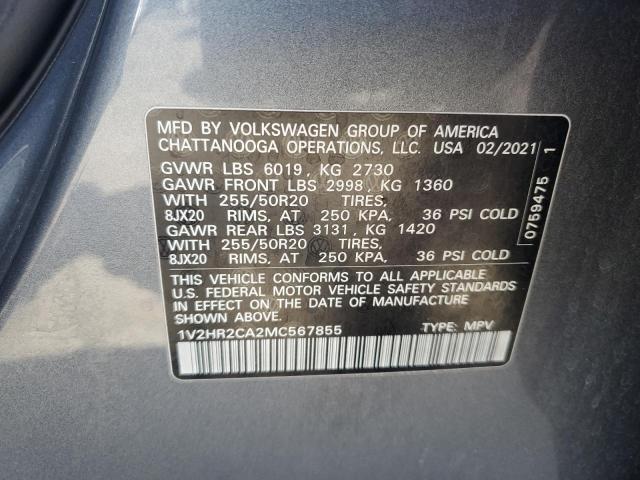 MFD BY VOLKSWAGEN GROUP OF AMERICA
CHATTANOOGA OPERATIONS, LLC. USA 02/2021
GVWR LBS 6019, KG 2730
GAWR FRONT LBS 2998, KG 1360
WITH 255/50R20 TIRES,
8JX20 RIMS, AT 250 KPA, 36 PSI COLD
GAWR REAR LBS 3131, KG 1420
WITH 255/50R20 TIRES,
8JX20 RIMS, AT 250 KPA, 36 PSI COLD
THIS VEHICLE CONFORMS TO ALL APPLICABLE
U.S. FEDERAL MOTOR VEHICLE SAFETY STANDARDS
IN EFFECT ON THE DATE OF MANUFACTURE
SHOWN ABOVE.
1V2HR2CA2MC567855 TYPE: MPV
0759475 1